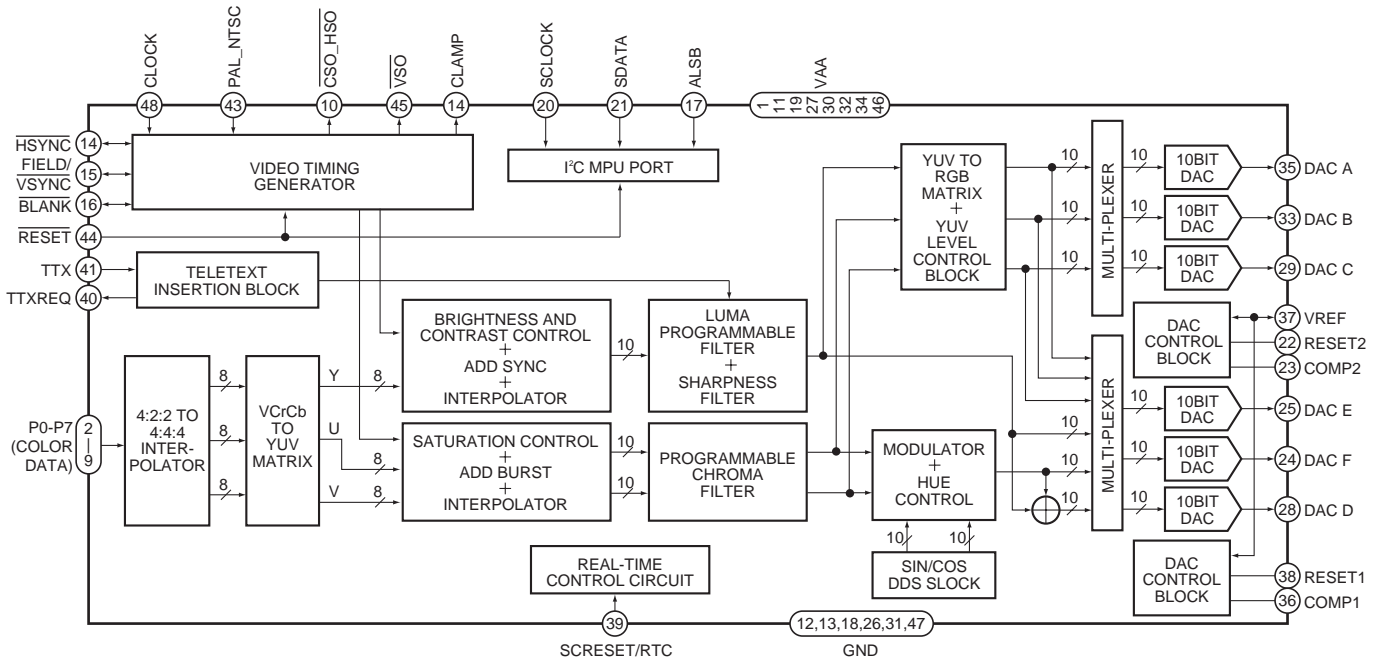 CLOCK
PAL_NTSC
CSO_HSO
VSO
CLAMP
SCLOCK
SDATA
ALSB
VAA
48
43
10
45
14
20
21
17
1
11
19
27
30
32
34
46
HSYNC
14
FIELD/
VSYNC
15
BLANK
16
RESET
44
TTX
41
TTXREQ
40
P0-P7
(COLOR
DATA)
2
9
VIDEO TIMING
GENERATOR
I²C MPU PORT
TELETEXT
INSERTION BLOCK
4:2:2 TO
4:4:4
INTER-
POLATOR
8
8
8
VCrCb
TO
YUV
MATRIX
Y
U
V
8
8
8
BRIGHTNESS AND
CONTRAST CONTROL
+
ADD SYNC
+
INTERPOLATOR
10
LUMA
PROGRAMMABLE
FILTER
+
SHARPNESS
FILTER
SATURATION CONTROL
+
ADD BURST
+
INTERPOLATOR
10
10
PROGRAMMABLE
CHROMA
FILTER
YUV TO
RGB
MATRIX
+
YUV
LEVEL
CONTROL
BLOCK
10
10
10
MULTI-PLEXER
10
10
10
10BIT
DAC
10BIT
DAC
10BIT
DAC
35 DAC A
33 DAC B
29 DAC C
DAC
CONTROL
BLOCK
37 VREF
22 RESET2
23 COMP2
MODULATOR
+
HUE
CONTROL
10
10
SIN/COS
DDS SLOCK
10
10
10
MULTI-PLEXER
10
10
10
10BIT
DAC
10BIT
DAC
10BIT
DAC
25 DAC E
24 DAC F
28 DAC D
DAC
CONTROL
BLOCK
38 RESET1
36 COMP1
REAL-TIME
CONTROL CIRCUIT
39
SCRESET/RTC
12,13,18,26,31,47
GND